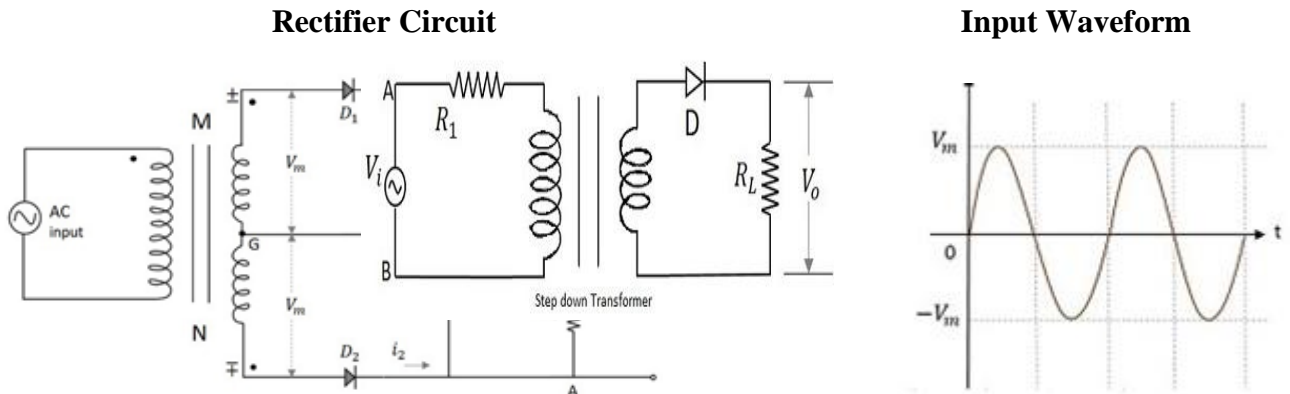 Rectifier Circuit
Input Waveform
±
M
D₁
Vₘ
AC
input
G
Vₘ
N
∓
D₂
i₂
A
A
R₁
Vᵢ
B
D
R_L
Vₒ
Step down Transformer
Vₘ
0
t
−Vₘ